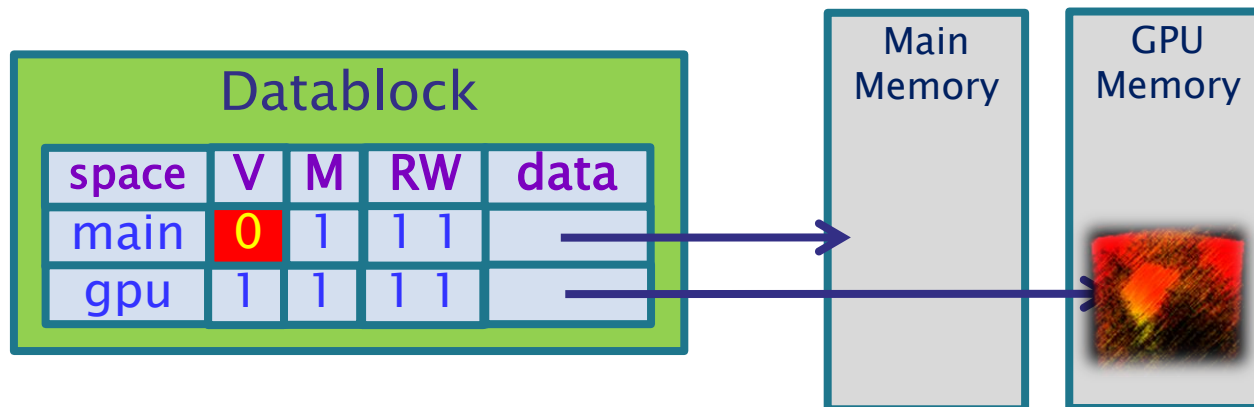 Datablock
space V M RW data
main 0 1 1 1
gpu 1 1 1 1
Main
Memory
GPU
Memory